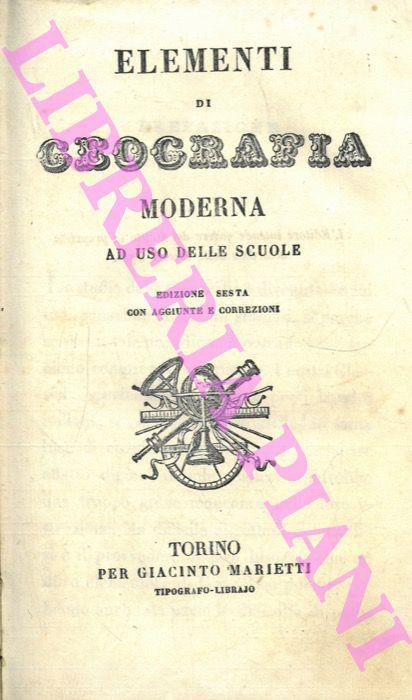 ELEMENTI
DI
GEOGRAFIA
MODERNA
AD USO DELLE SCUOLE
EDIZIONE SESTA
CON AGGIUNTE E CORREZIONI
TORINO
PER GIACINTO MARIETTI
TIPOGRAFO-LIBRAJO
LIBRERIA PIANI